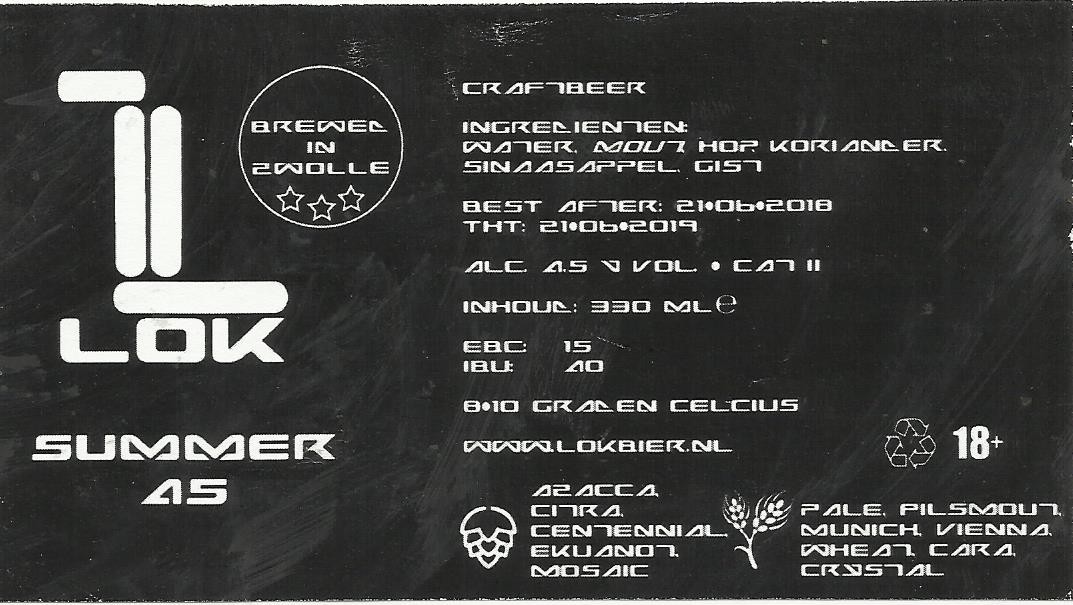 LOK
SUMMER
45
BREWED
IN
ZWOLLE
CRAFTBEER
INGREDIENTEN:
WATER, MOUT, HOP, KORIANDER,
SINAASAPPEL, GIST
BEST AFTER: 21•06•2018
THT: 21•06•2019
ALC. 4.5 % VOL. • CAT II
INHOUD: 330 ML ℮
EBC: 15
IBU: 40
8•10 GRADEN CELCIUS
WWW.LOKBIER.NL
18+
AZACCA,
CITRA,
CENTENNIAL,
EKUANOT,
MOSAIC
PALE, PILSMOUT,
MUNICH, VIENNA,
WHEAT, CARA,
CRYSTAL